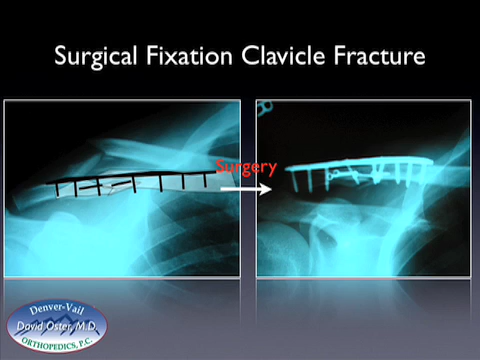 Surgical Fixation Clavicle Fracture
Surgery
Denver-Vail
David Oster, M.D.
ORTHOPEDICS, P.C.